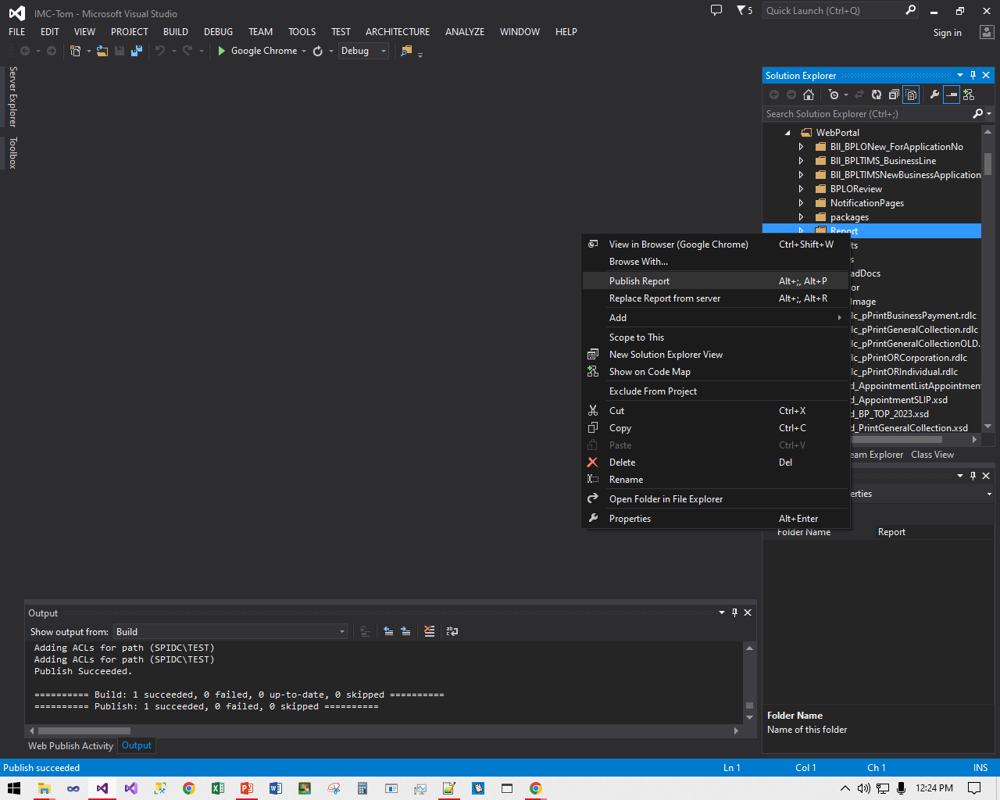 IMC-Tom - Microsoft Visual Studio
5
Quick Launch (Ctrl+Q)
FILE EDIT VIEW PROJECT BUILD DEBUG TEAM TOOLS TEST ARCHITECTURE ANALYZE WINDOW HELP
Sign in
Google Chrome Debug
Server Explorer
Toolbox
Solution Explorer
Search Solution Explorer (Ctrl+;)
WebPortal
BII_BPLONew_ForApplicationNo
BII_BPLTIMS_BusinessLine
BII_BPLTIMSNewBusinessApplication
BPLOReview
NotificationPages
packages
Report
ts
s
adDocs
or
Image
lc_pPrintBusinessPayment.rdlc
lc_pPrintGeneralCollection.rdlc
lc_pPrintGeneralCollectionOLD.
lc_pPrintORCorporation.rdlc
lc_pPrintORIndividual.rdlc
d_AppointmentListAppointmen
d_AppointmentSLIP.xsd
d_BP_TOP_2023.xsd
d_PrintGeneralCollection.xsd
View in Browser (Google Chrome) Ctrl+Shift+W
Browse With...
Publish Report Alt+;, Alt+P
Replace Report from server Alt+;, Alt+R
Add
Scope to This
New Solution Explorer View
Show on Code Map
Exclude From Project
Cut Ctrl+X
Copy Ctrl+C
Paste Ctrl+V
Delete Del
Rename
Open Folder in File Explorer
Properties Alt+Enter
eam Explorer Class View
erties
Folder Name Report
Folder Name
Name of this folder
Output
Show output from: Build
Adding ACLs for path (SPIDC\TEST)
Adding ACLs for path (SPIDC\TEST)
Publish Succeeded.
========== Build: 1 succeeded, 0 failed, 0 up-to-date, 0 skipped ==========
========== Publish: 1 succeeded, 0 failed, 0 skipped ==========
Web Publish Activity Output
Publish succeeded Ln 1 Col 1 Ch 1 INS
12:24 PM